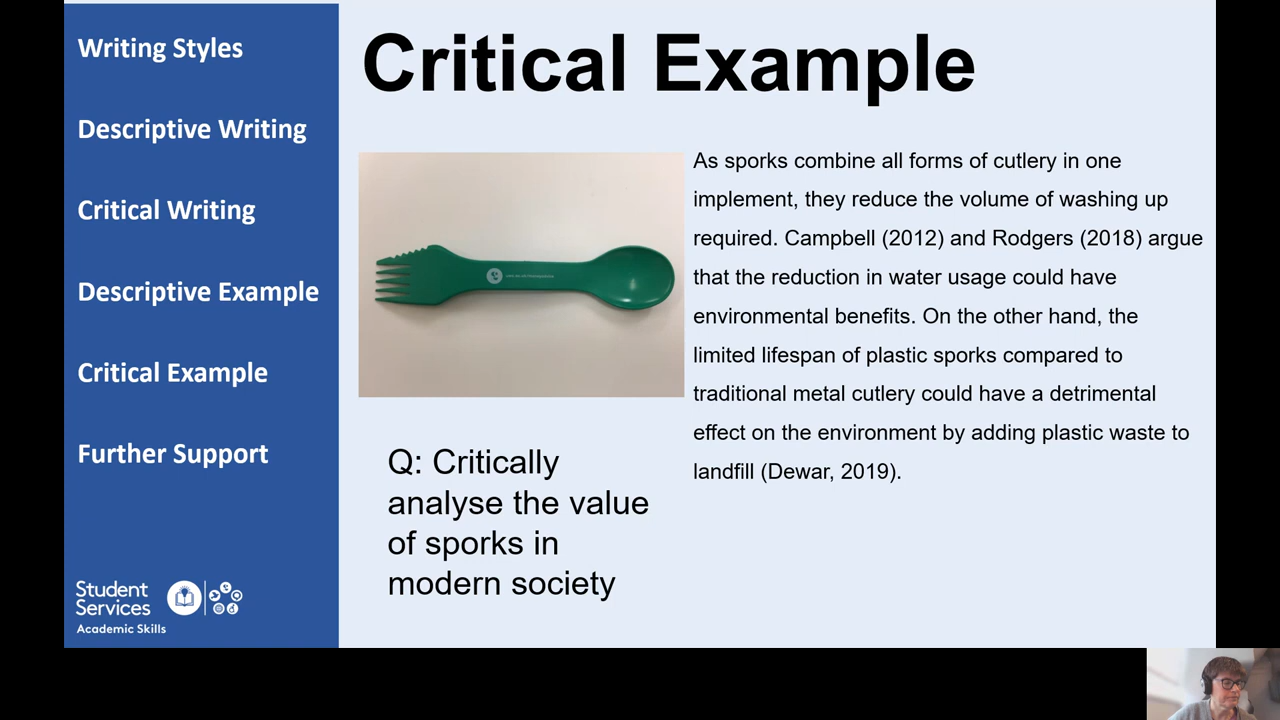 Writing Styles
Descriptive Writing
Critical Writing
Descriptive Example
Critical Example
Further Support
Student
Services
Academic Skills
Critical Example
As sporks combine all forms of cutlery in one
implement, they reduce the volume of washing up
required. Campbell (2012) and Rodgers (2018) argue
that the reduction in water usage could have
environmental benefits. On the other hand, the
limited lifespan of plastic sporks compared to
traditional metal cutlery could have a detrimental
effect on the environment by adding plastic waste to
landfill (Dewar, 2019).
Q: Critically
analyse the value
of sporks in
modern society